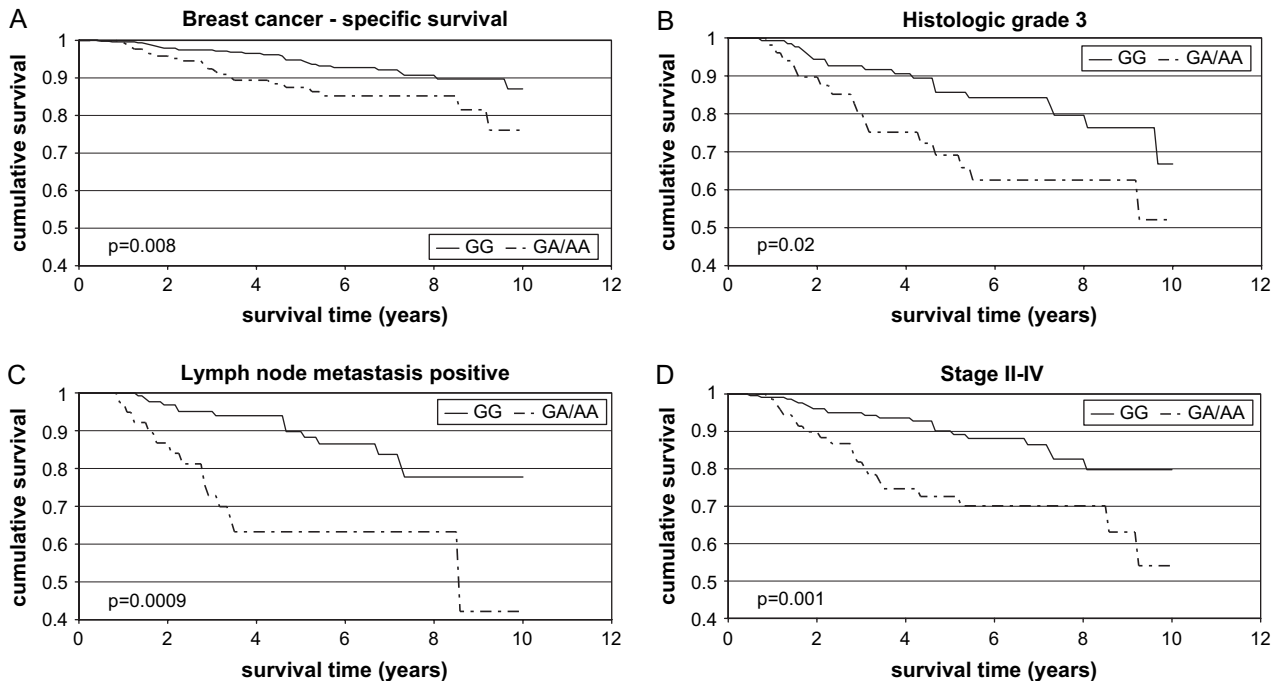 A
Breast cancer - specific survival
1
0.9
0.8
0.7
0.6
0.5
0.4
cumulative survival
p=0.008
GG GA/AA
0 2 4 6 8 10 12
survival time (years)
B
Histologic grade 3
1
0.9
0.8
0.7
0.6
0.5
0.4
cumulative survival
GG GA/AA
p=0.02
0 2 4 6 8 10 12
survival time (years)
C
Lymph node metastasis positive
1
0.9
0.8
0.7
0.6
0.5
0.4
cumulative survival
GG GA/AA
p=0.0009
0 2 4 6 8 10 12
survival time (years)
D
Stage II-IV
1
0.9
0.8
0.7
0.6
0.5
0.4
cumulative survival
GG GA/AA
p=0.001
0 2 4 6 8 10 12
survival time (years)